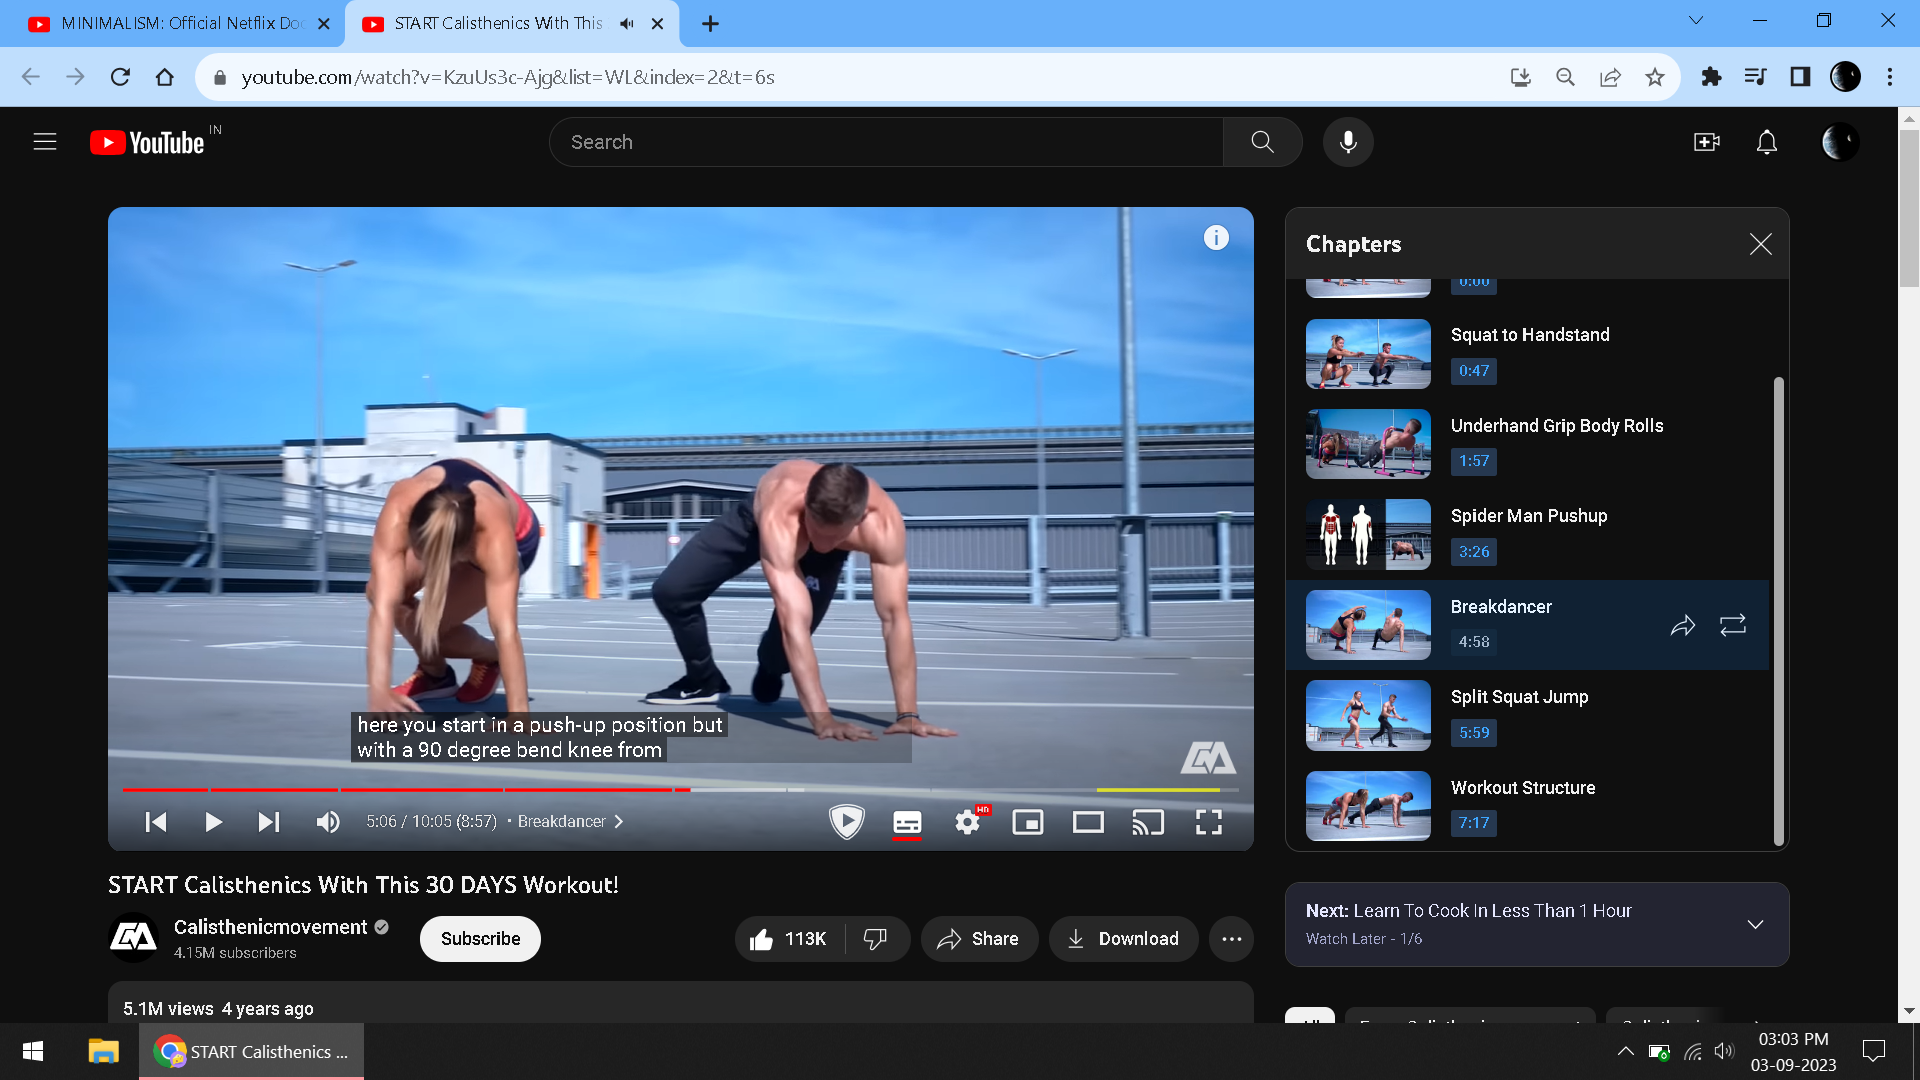 MINIMALISM: Official Netflix Doc
START Calisthenics With This
youtube.com/watch?v=KzuUs3c-Ajg&list=WL&index=2&t=6s
YouTube IN
Search
here you start in a push-up position but
with a 90 degree bend knee from
5:06 / 10:05 (8:57) • Breakdancer
HD
START Calisthenics With This 30 DAYS Workout!
Calisthenicmovement
4.15M subscribers
Subscribe
113K
Share
Download
5.1M views 4 years ago
Chapters
0:00
Squat to Handstand
0:47
Underhand Grip Body Rolls
1:57
Spider Man Pushup
3:26
Breakdancer
4:58
Split Squat Jump
5:59
Workout Structure
7:17
Next: Learn To Cook In Less Than 1 Hour
Watch Later - 1/6
All
START Calisthenics ...
03:03 PM
03-09-2023